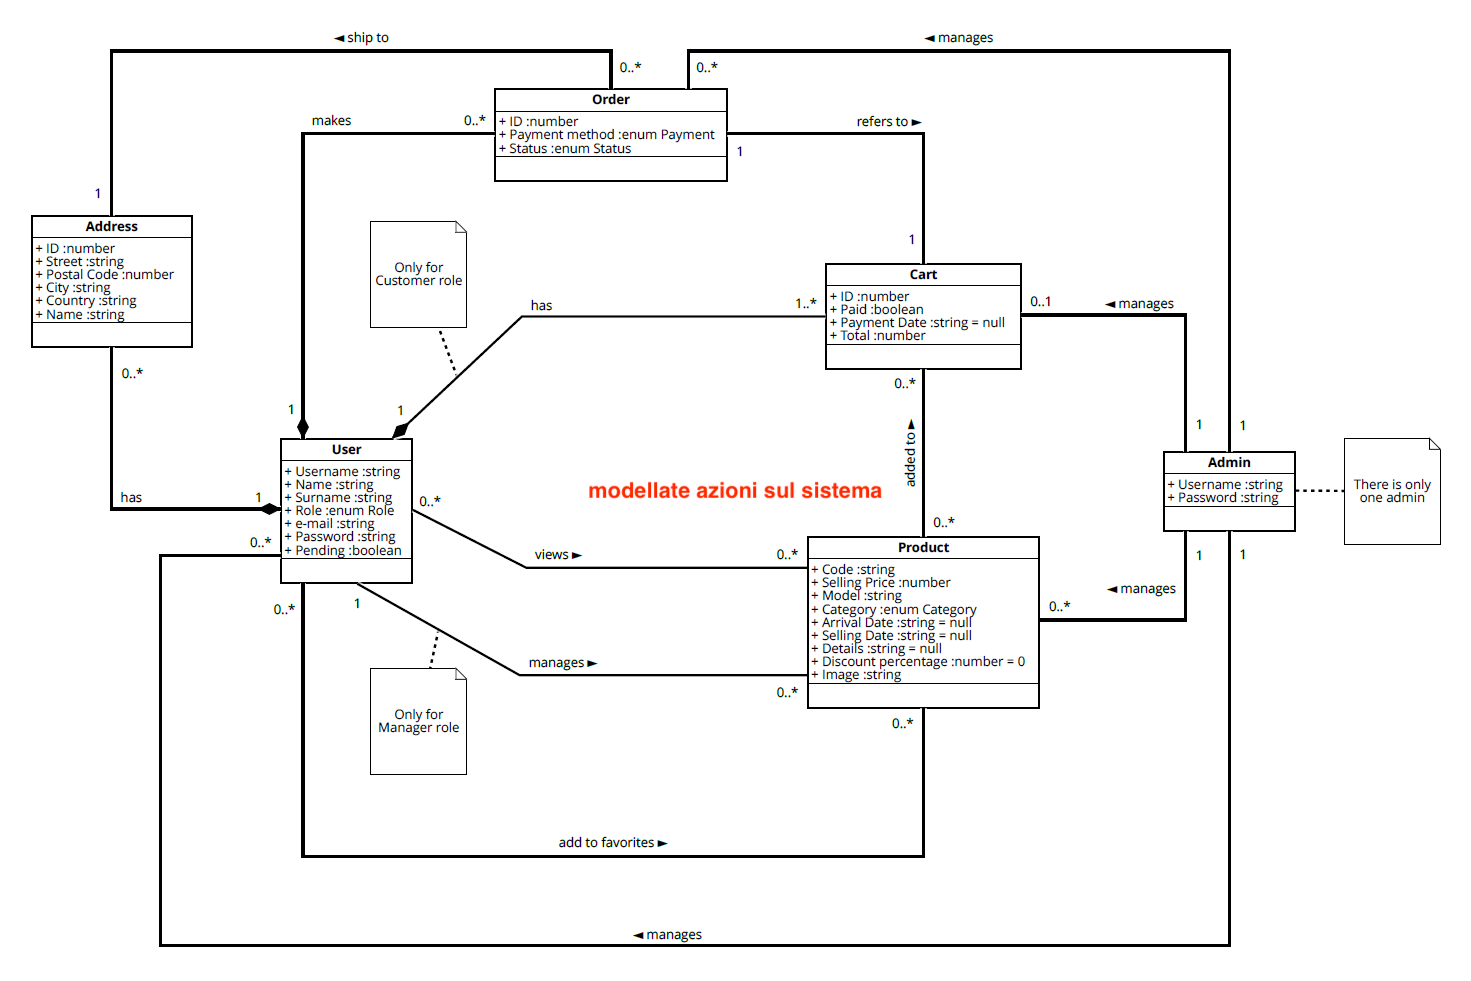 ◄ ship to
◄ manages
0..*
0..*
Order
+ ID :number
+ Payment method :enum Payment
+ Status :enum Status
makes
0..*
refers to ►
1
1
Address
+ ID :number
+ Street :string
+ Postal Code :number
+ City :string
+ Country :string
+ Name :string
Only for
Customer role
1
Cart
+ ID :number
+ Paid :boolean
+ Payment Date :string = null
+ Total :number
has
1..*
0..1
◄ manages
0..*
0..*
1
1
1
1
added to ►
User
+ Username :string
+ Name :string
+ Surname :string
+ Role :enum Role
+ e-mail :string
+ Password :string
+ Pending :boolean
Admin
+ Username :string
+ Password :string
There is only
one admin
has
1
0..*
modellate azioni sul sistema
0..*
0..*
views ►
0..*
Product
+ Code :string
+ Selling Price :number
+ Model :string
+ Category :enum Category
+ Arrival Date :string = null
+ Selling Date :string = null
+ Details :string = null
+ Discount percentage :number = 0
+ Image :string
1
1
◄ manages
0..*
0..*
1
manages ►
0..*
Only for
Manager role
0..*
add to favorites ►
◄ manages